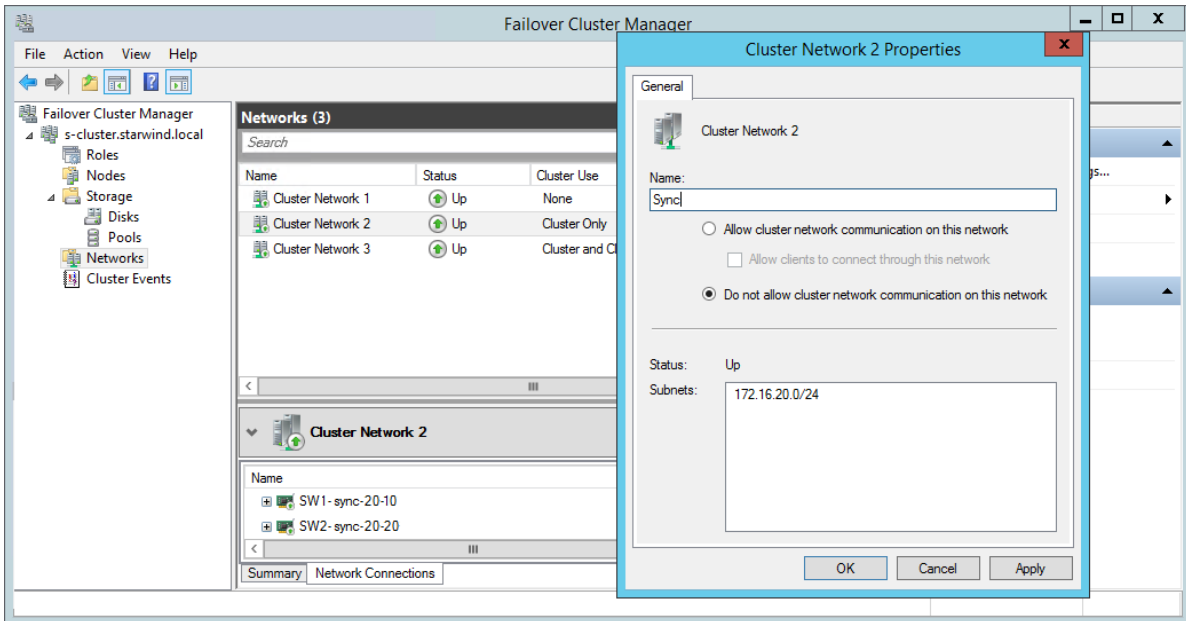 Failover Cluster Manager
File Action View Help
Failover Cluster Manager
s-cluster.starwind.local
Roles
Nodes
Storage
Disks
Pools
Networks
Cluster Events
Networks (3)
Search
Name Status Cluster Use
Cluster Network 1 Up None
Cluster Network 2 Up Cluster Only
Cluster Network 3 Up Cluster and Cl
Cluster Network 2
Name
SW1-sync-20-10
SW2-sync-20-20
Summary Network Connections
Cluster Network 2 Properties
General
Cluster Network 2
Name:
Sync
Allow cluster network communication on this network
Allow clients to connect through this network
Do not allow cluster network communication on this network
Status: Up
Subnets: 172.16.20.0/24
OK Cancel Apply